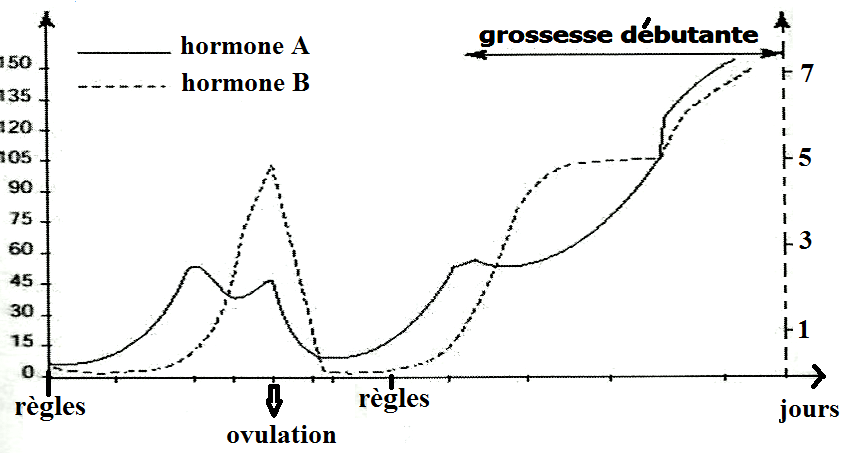 hormone A
hormone B
grossesse débutante
150
135
120
105
90
75
60
45
30
15
0
7
5
3
1
règles
règles
jours
ovulation